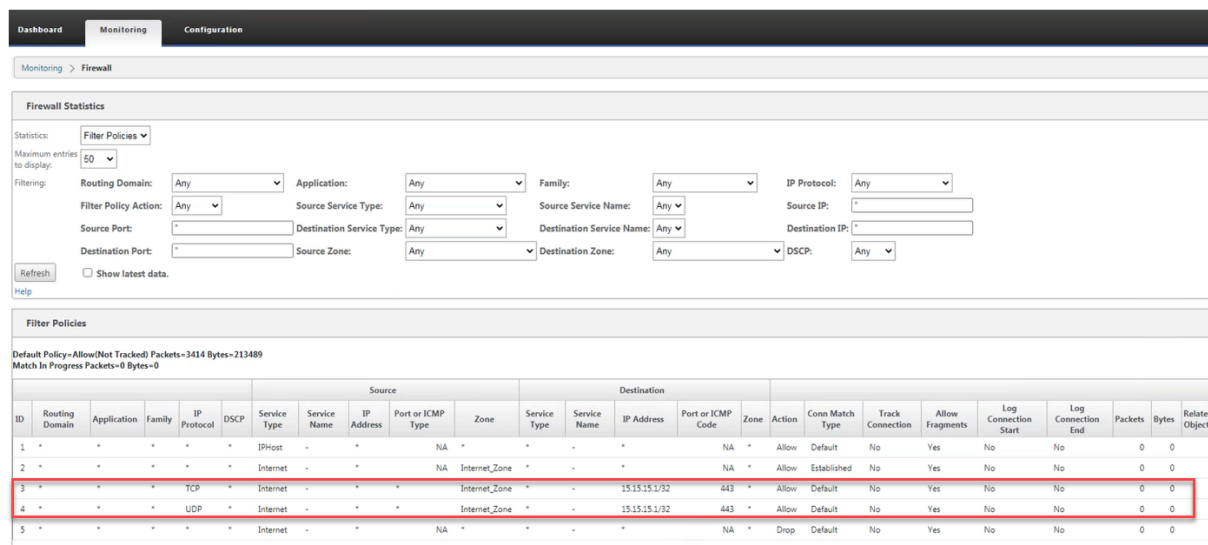 Dashboard Monitoring Configuration
Monitoring > Firewall
Firewall Statistics
Statistics: Filter Policies
Maximum entries to display: 50
Filtering: Routing Domain: Any Application: Any Family: Any IP Protocol: Any
Filter Policy Action: Any Source Service Type: Any Source Service Name: Any Source IP: *
Source Port: * Destination Service Type: Any Destination Service Name: Any Destination IP: *
Destination Port: * Source Zone: Any Destination Zone: Any DSCP: Any
Refresh Show latest data.
Help
Filter Policies
Default Policy=Allow(Not Tracked) Packets=3414 Bytes=213489
Match In Progress Packets=0 Bytes=0
Source Destination
ID Routing Domain Application Family IP Protocol DSCP Service Type Service Name IP Address Port or ICMP Type Zone Service Type Service Name IP Address Port or ICMP Code Zone Action Conn Match Type Track Connection Allow Fragments Log Connection Start Log Connection End Packets Bytes Relate Object
1 * * * * * IPHost - * NA * * - * NA * Allow Default No Yes No No 0 0
2 * * * * * Internet - * NA Internet_Zone * - * NA * Allow Established No Yes No No 0 0
3 * * * TCP * Internet - * * Internet_Zone * - 15.15.15.1/32 443 * Allow Default No Yes No No 0 0
4 * * * UDP * Internet - * * Internet_Zone * - 15.15.15.1/32 443 * Allow Default No Yes No No 0 0
5 * * * * * Internet - * NA * * - * NA * Drop Default No Yes No No 0 0